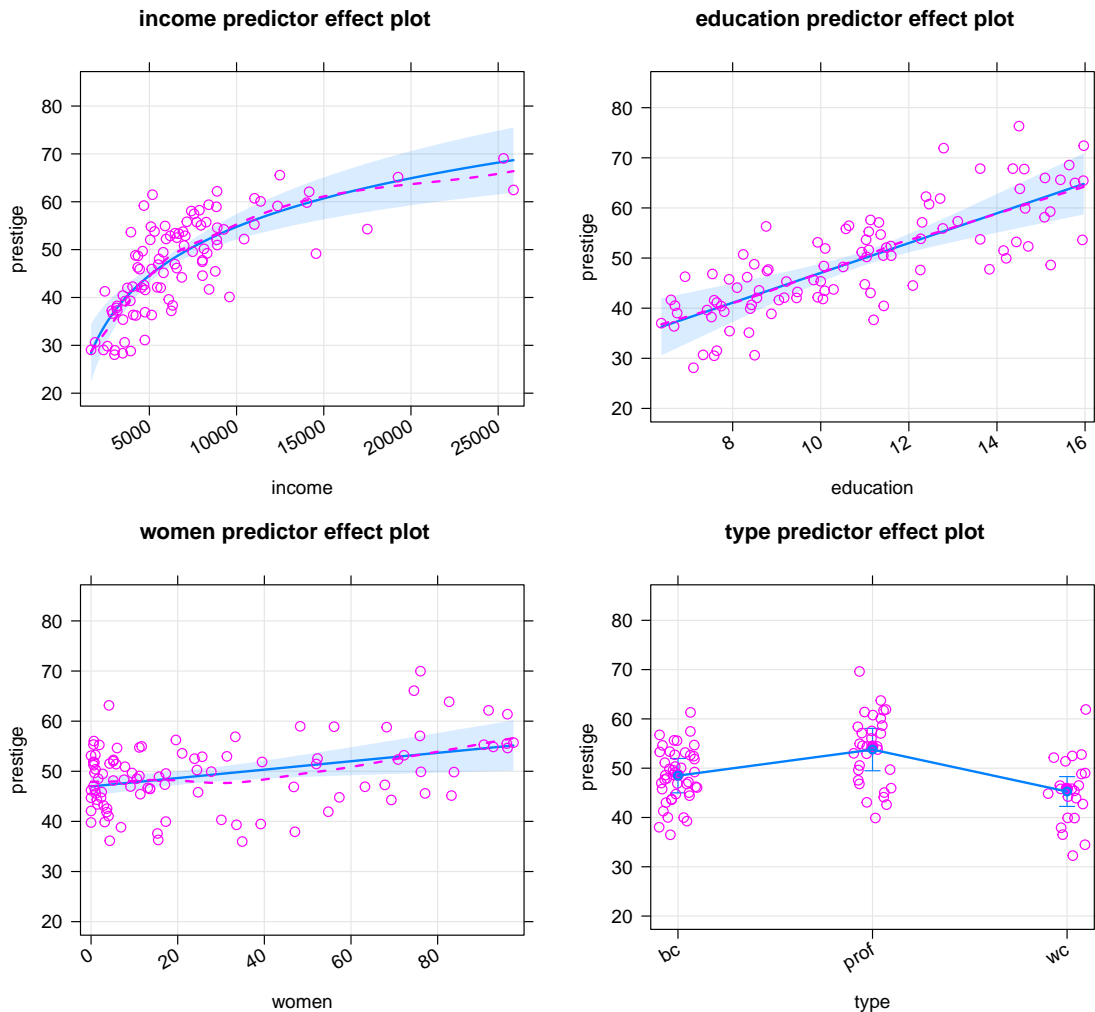 income predictor effect plot
prestige
80
70
60
50
40
30
20
5000 10000 15000 20000 25000
income
education predictor effect plot
prestige
80
70
60
50
40
30
20
8 10 12 14 16
education
women predictor effect plot
prestige
80
70
60
50
40
30
20
0 20 40 60 80
women
type predictor effect plot
prestige
80
70
60
50
40
30
20
bc prof wc
type